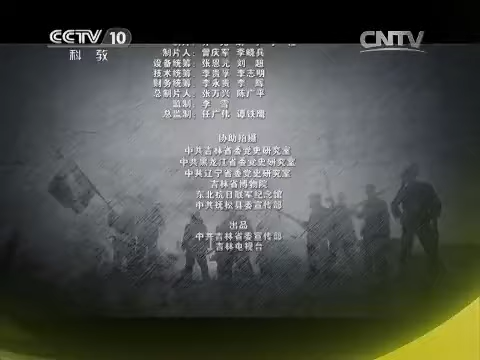 CCTV 10
科教
CNTV
制片人：曾庆军 李晓兵
设备统筹：张恩元 刘超
技术统筹：李贵孚 李志明
财务统筹：李永贵 李辉
总制片人：张万兴 陈广平
监制：李雪
总监制：任广伟 谭铁鹰
协助拍摄
中共吉林省委党史研究室
中共黑龙江省委党史研究室
中共辽宁省委党史研究室
吉林省博物院
东北抗日联军纪念馆
中共抚松县委宣传部
出品
中共吉林省委宣传部
吉林电视台